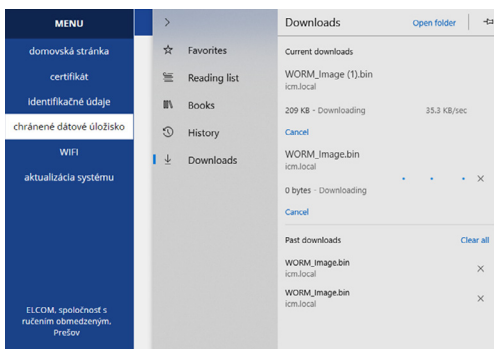 MENU
domovská stránka
certifikát
identifikačné údaje
chránené dátové úložisko
WIFI
aktualizácia systému
ELCOM, spoločnosť s
ručením obmedzeným,
Prešov
Favorites
Reading list
Books
History
Downloads
Downloads
Open folder
Current downloads
WORM_Image (1).bin
icm.local
209 KB - Downloading 35.3 KB/sec
Cancel
WORM_Image.bin
icm.local
0 bytes - Downloading
Cancel
Past downloads Clear all
WORM_Image.bin
icm.local
WORM_Image.bin
icm.local